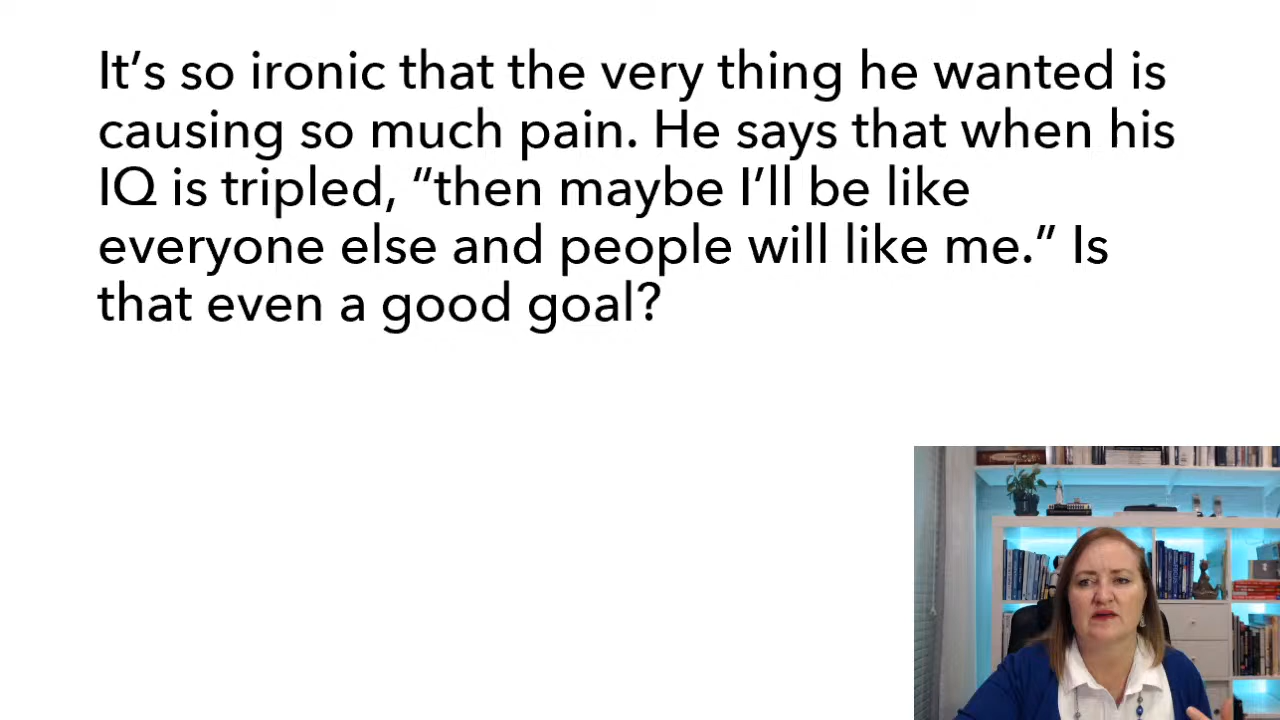 It’s so ironic that the very thing he wanted is
causing so much pain. He says that when his
IQ is tripled, “then maybe I’ll be like
everyone else and people will like me.” Is
that even a good goal?